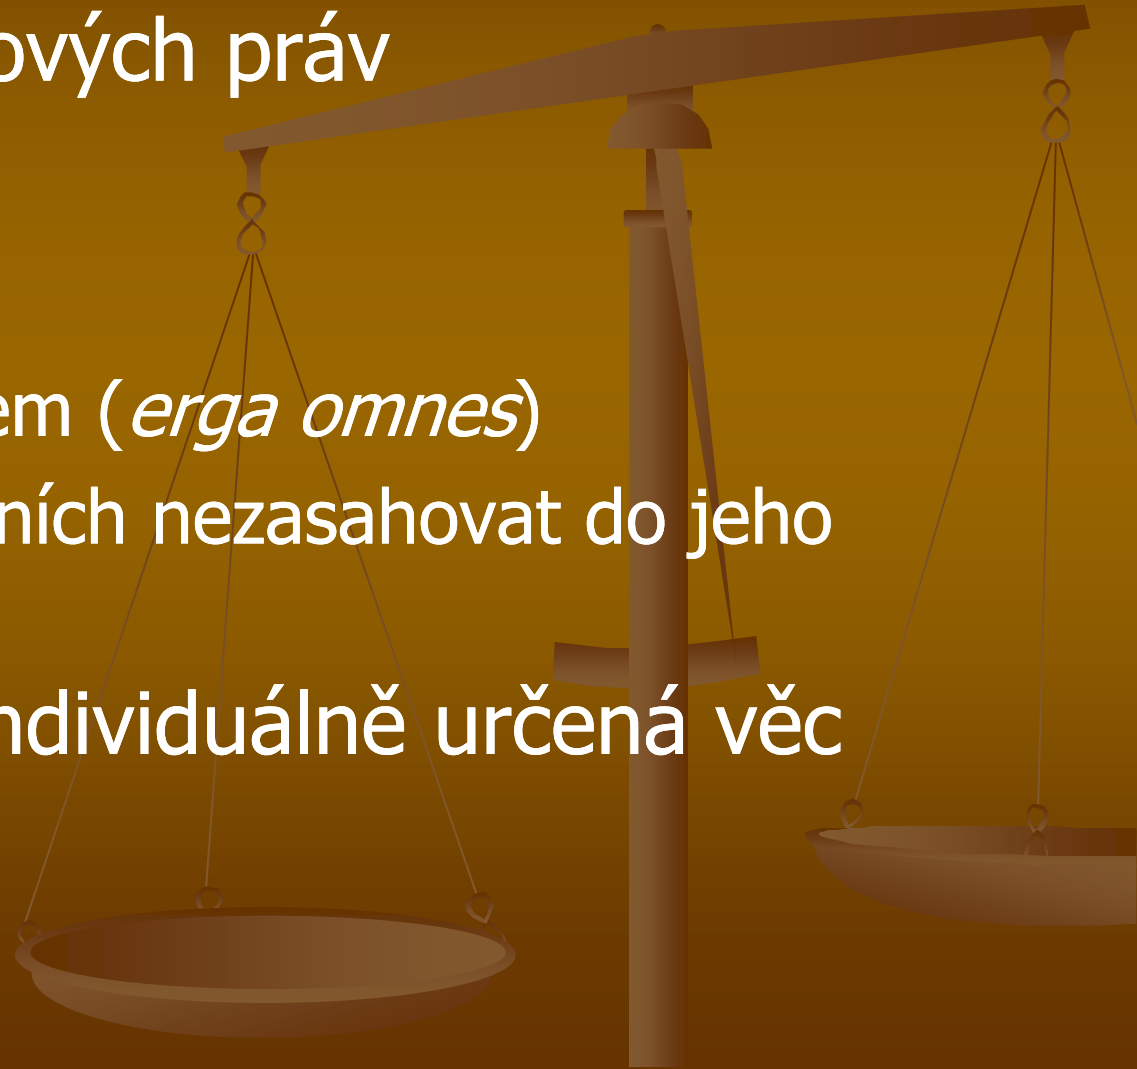 ových práv
em (erga omnes)
ních nezasahovat do jeho
ndividuálně určená věc